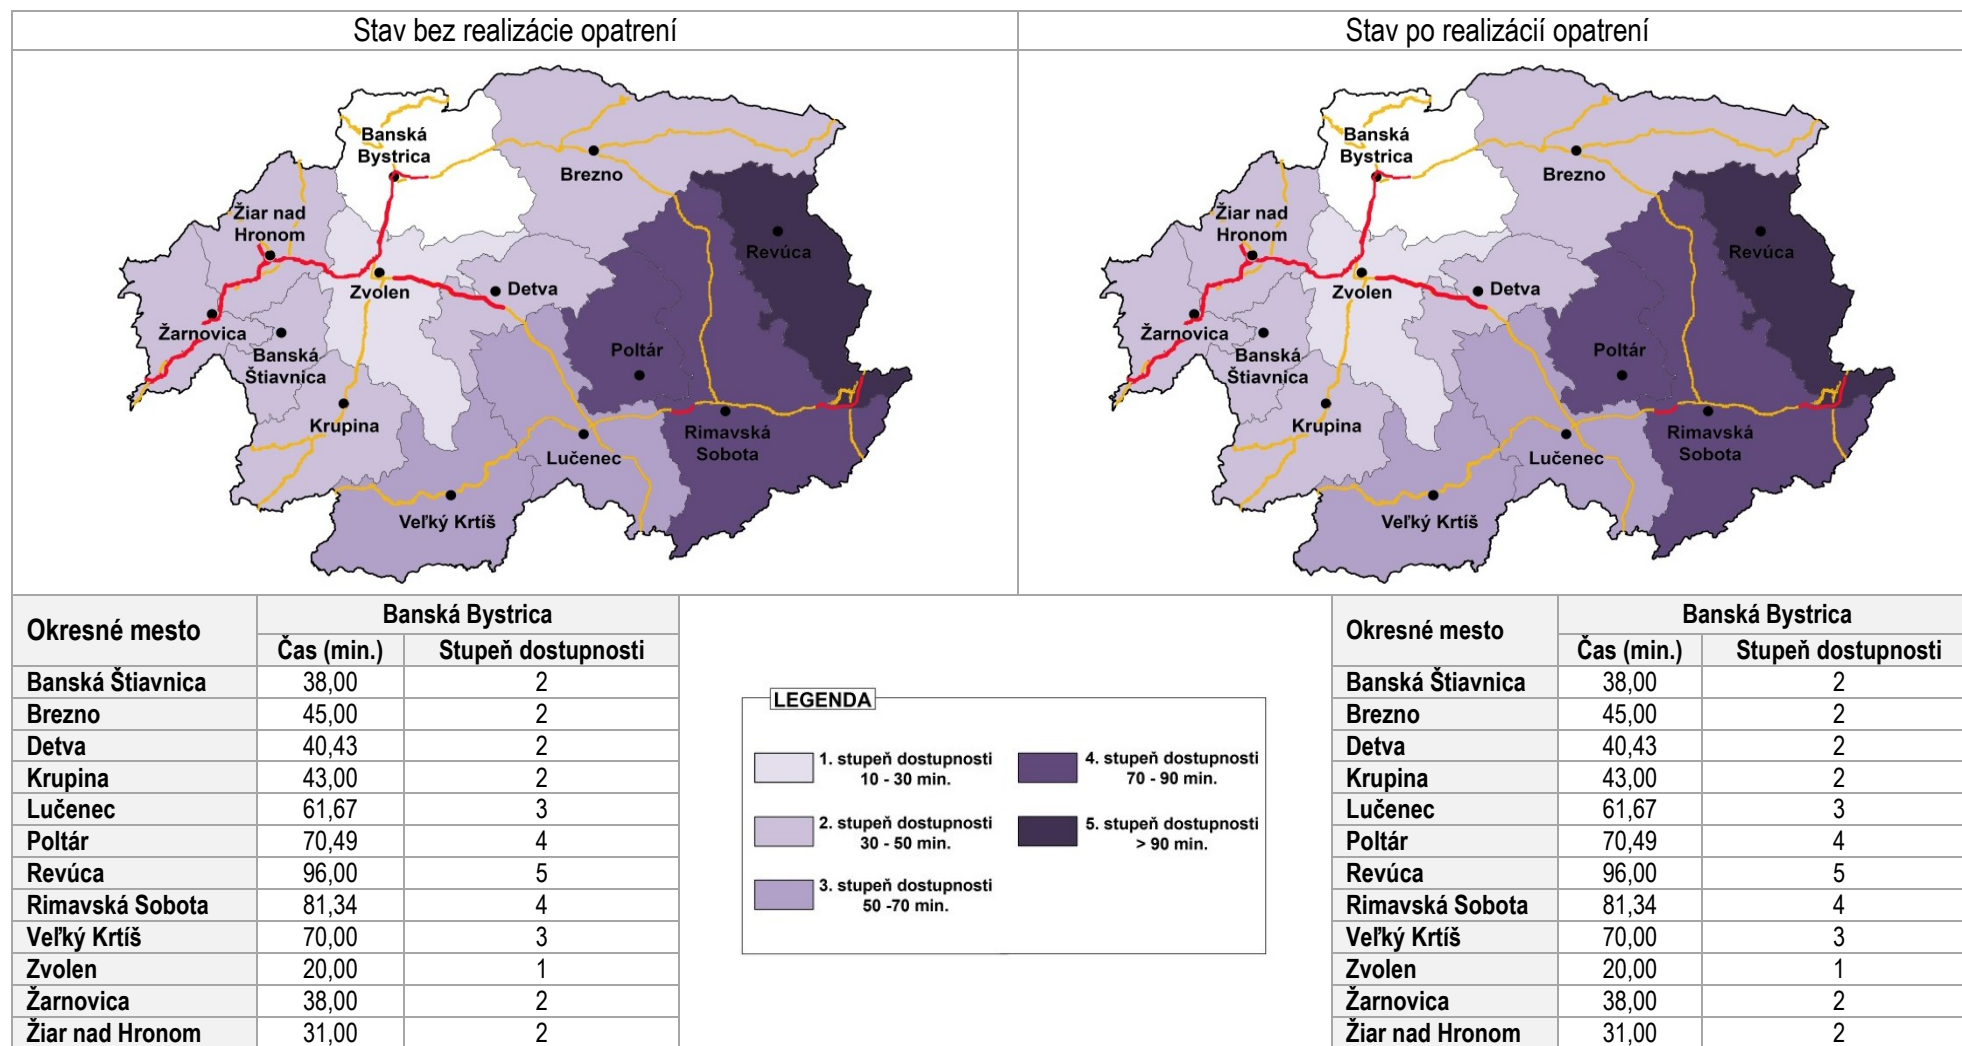 Stav bez realizácie opatrení
Stav po realizácií opatrení
Banská
Bystrica
Brezno
Žiar nad
Hronom
Revúca
Zvolen
Detva
Žarnovica
Banská
Štiavnica
Poltár
Krupina
Rimavská
Sobota
Lučenec
Veľký Krtíš
Banská
Bystrica
Brezno
Žiar nad
Hronom
Revúca
Zvolen
Detva
Žarnovica
Banská
Štiavnica
Poltár
Krupina
Rimavská
Sobota
Lučenec
Veľký Krtíš
Okresné mesto Banská Bystrica
Čas (min.) Stupeň dostupnosti
Banská Štiavnica 38,00 2
Brezno 45,00 2
Detva 40,43 2
Krupina 43,00 2
Lučenec 61,67 3
Poltár 70,49 4
Revúca 96,00 5
Rimavská Sobota 81,34 4
Veľký Krtíš 70,00 3
Zvolen 20,00 1
Žarnovica 38,00 2
Žiar nad Hronom 31,00 2
LEGENDA
1. stupeň dostupnosti
10 - 30 min.
2. stupeň dostupnosti
30 - 50 min.
3. stupeň dostupnosti
50 -70 min.
4. stupeň dostupnosti
70 - 90 min.
5. stupeň dostupnosti
> 90 min.
Okresné mesto Banská Bystrica
Čas (min.) Stupeň dostupnosti
Banská Štiavnica 38,00 2
Brezno 45,00 2
Detva 40,43 2
Krupina 43,00 2
Lučenec 61,67 3
Poltár 70,49 4
Revúca 96,00 5
Rimavská Sobota 81,34 4
Veľký Krtíš 70,00 3
Zvolen 20,00 1
Žarnovica 38,00 2
Žiar nad Hronom 31,00 2